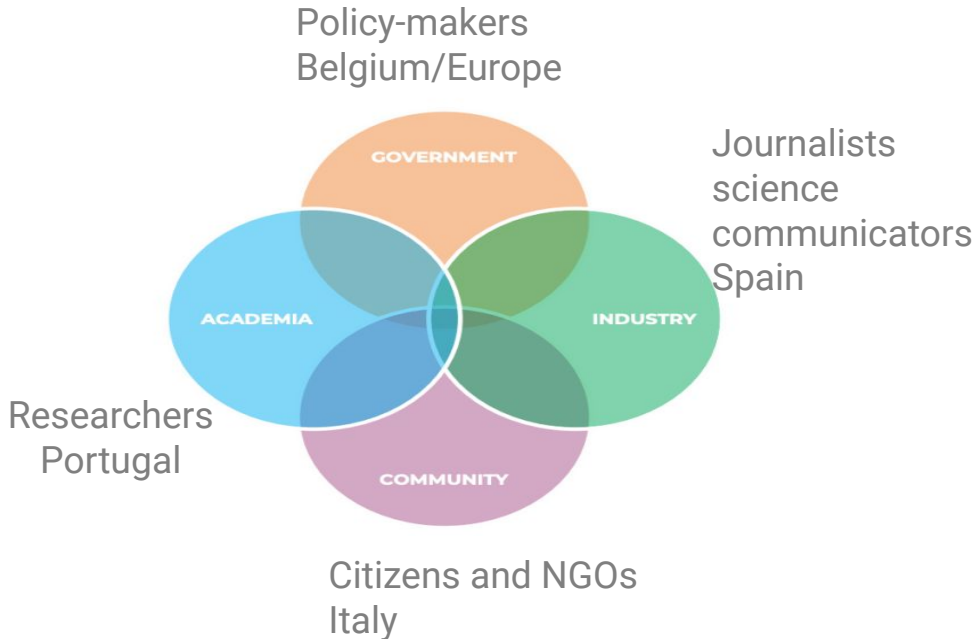 Policy-makers
Belgium/Europe
GOVERNMENT
Journalists
science
communicators
Spain
ACADEMIA
INDUSTRY
Researchers
Portugal
COMMUNITY
Citizens and NGOs
Italy